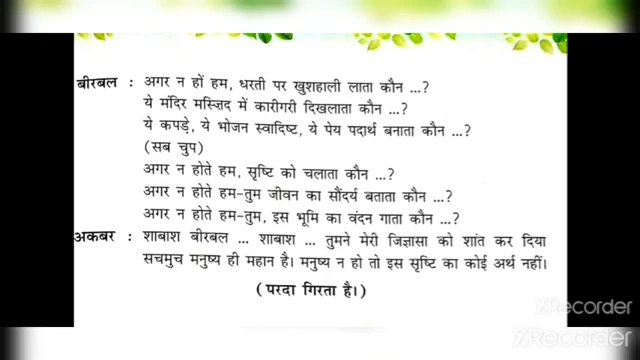 बीरबल : अगर न हों हम, धरती पर खुशहाली लाता कौन ...?
ये मंदिर मस्ज़िद में कारीगरी दिखलाता कौन ...?
ये कपड़े, ये भोजन स्वादिष्ट, ये पेय पदार्थ बनाता कौन ...?
(सब चुप)
अगर न होते हम, सृष्टि को चलाता कौन ...?
अगर न होते हम-तुम जीवन का सौंदर्य बताता कौन ...?
अगर न होते हम-तुम, इस भूमि का वंदन गाता कौन ...?
अकबर : शाबाश बीरबल ... शाबाश ... तुमने मेरी जिज्ञासा को शांत कर दिया
सचमुच मनुष्य ही महान है। मनुष्य न हो तो इस सृष्टि का कोई अर्थ नहीं।
(परदा गिरता है।)
XRecorder
XRecorder